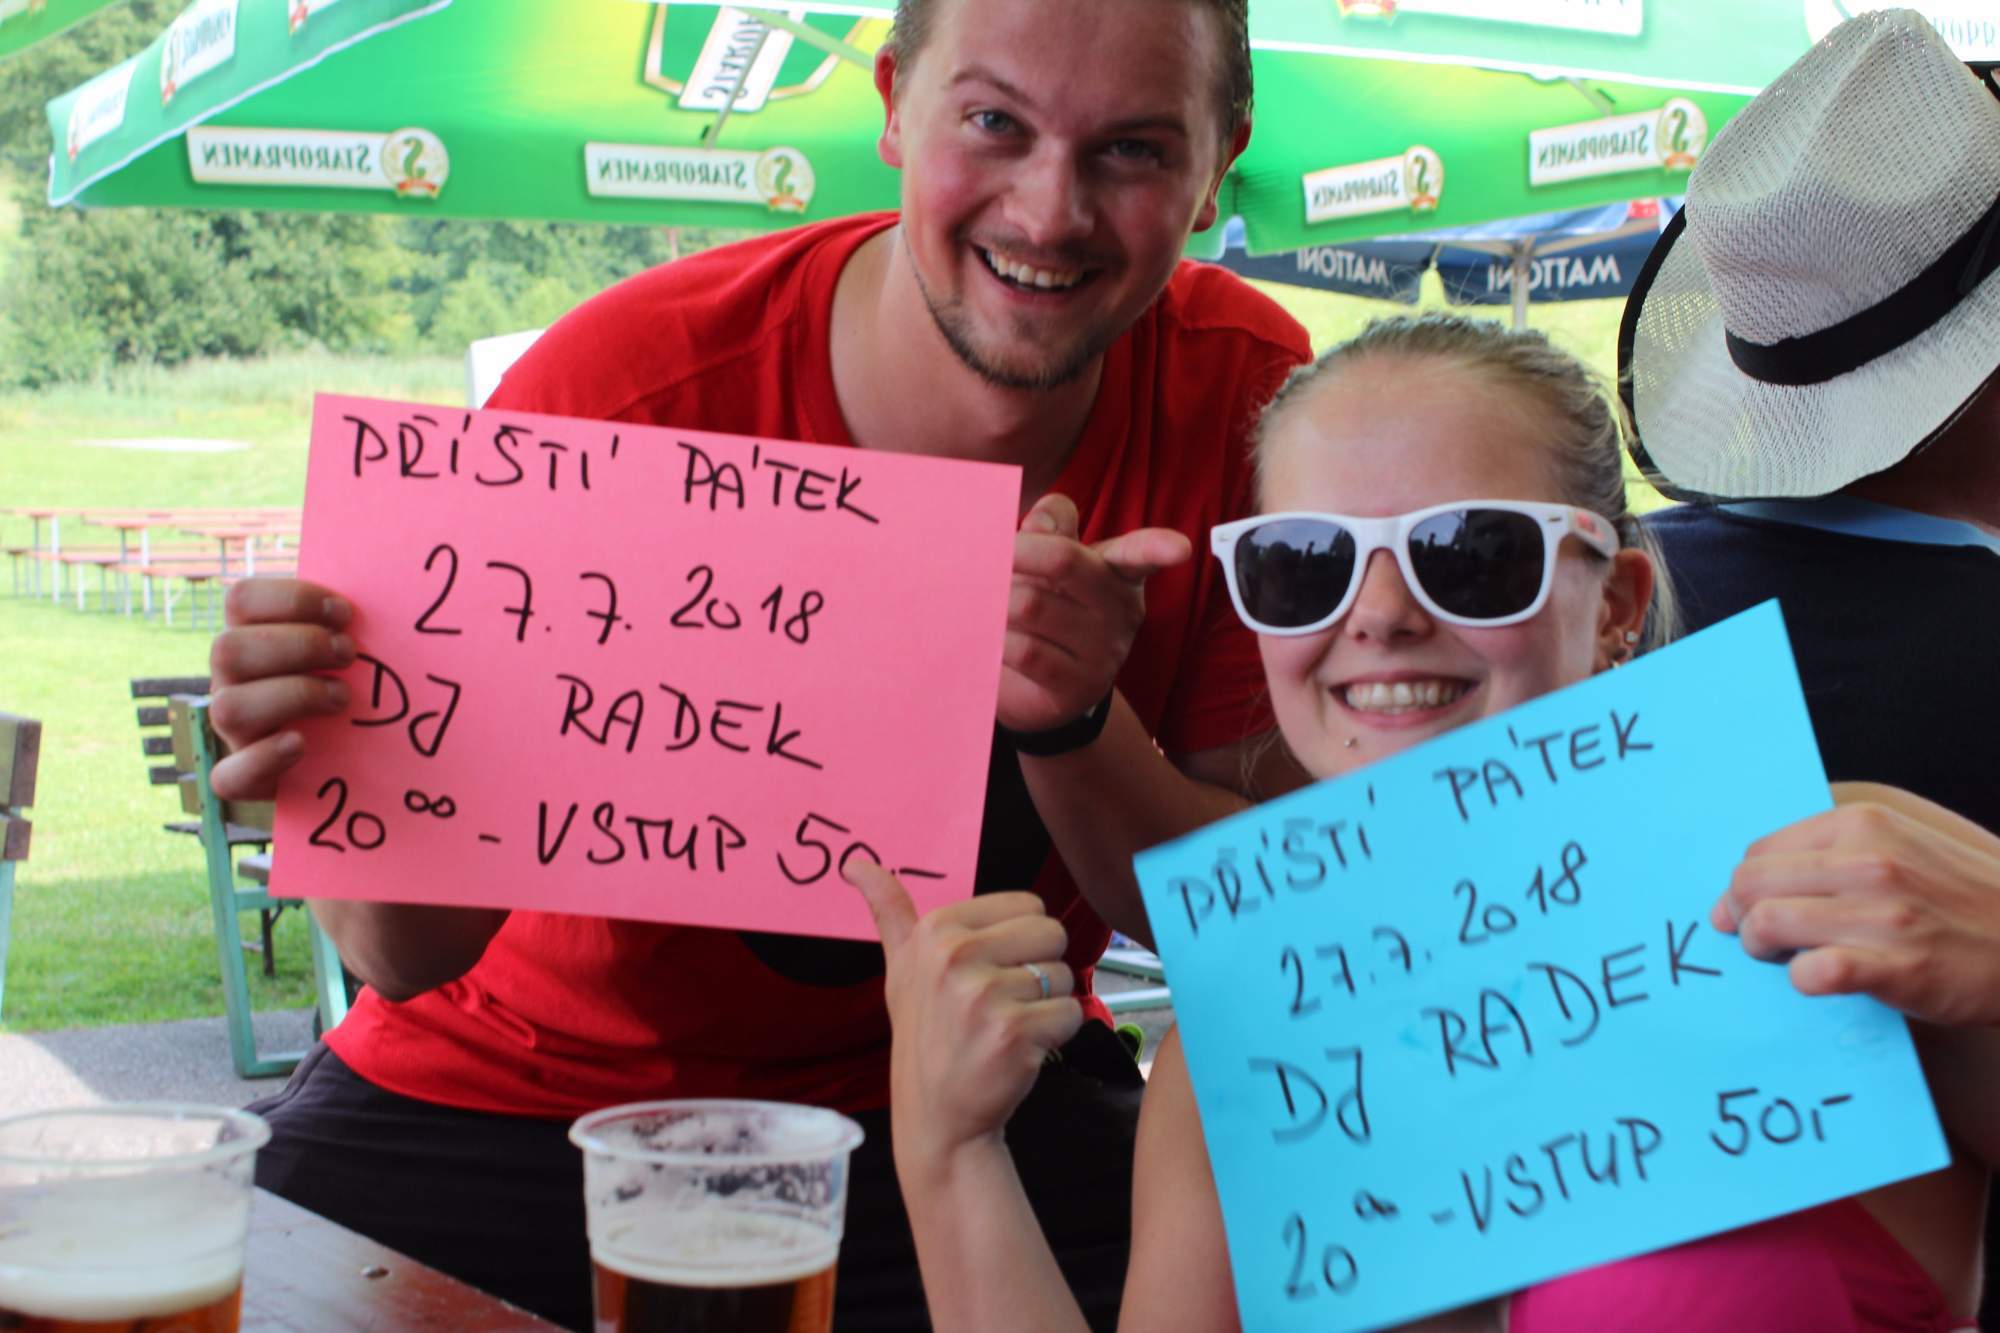 STAROPRAMEN
STAROPRAMEN
STAROPRAMEN
STAROPRAMEN
MATTONI
MATTONI
PŘÍŠTÍ PÁTEK
27.7.2018
DJ RADEK
20⁰⁰ - VSTUP 50,-
PŘÍŠTÍ PÁTEK
27.7.2018
DJ RADEK
20⁰⁰ - VSTUP 50,-